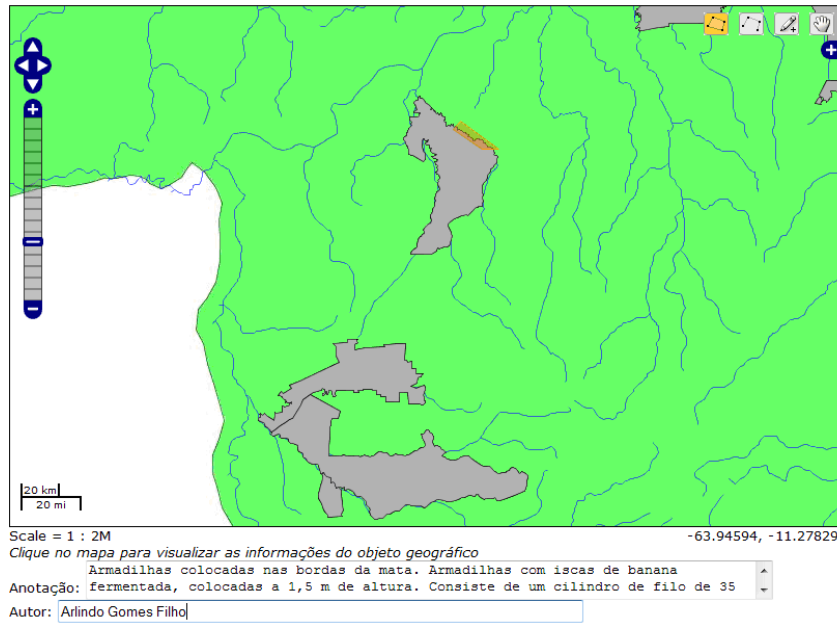 20 km
20 mi
Scale = 1 : 2M
-63.94594, -11.27829
Clique no mapa para visualizar as informações do objeto geográfico
Anotação:
Armadilhas colocadas nas bordas da mata. Armadilhas com iscas de banana
fermentada, colocadas a 1,5 m de altura. Consiste de um cilindro de filo de 35
Autor: Arlindo Gomes Filho